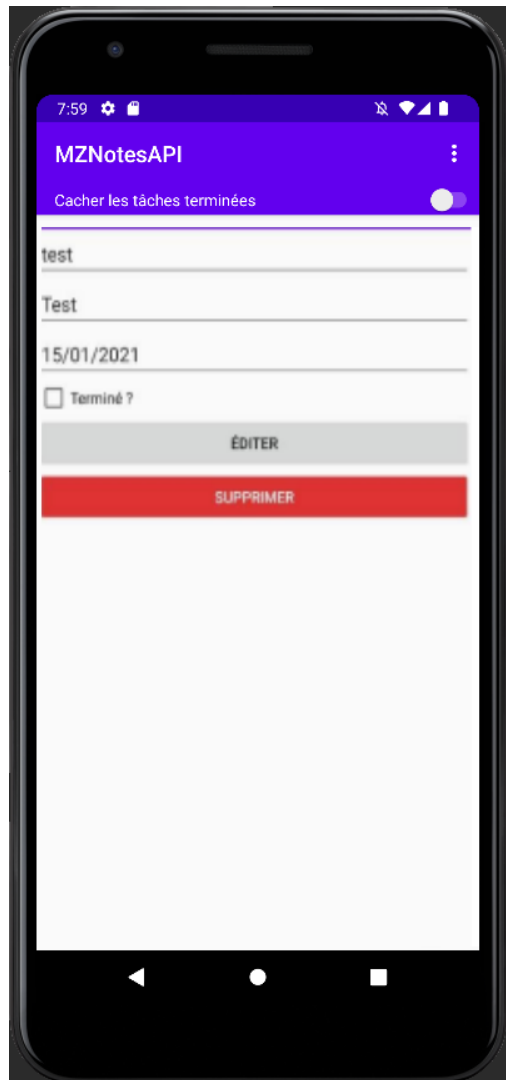 7:59
MZNotesAPI
Cacher les tâches terminées
test
Test
15/01/2021
Terminé ?
ÉDITER
SUPPRIMER